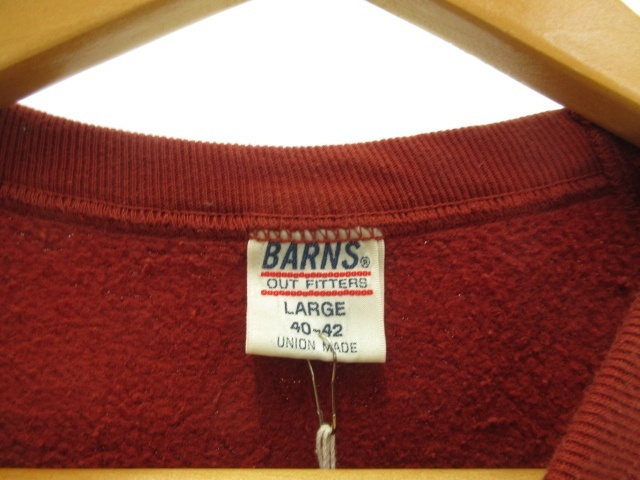 BARNS®
OUT FITTERS
LARGE
40~42
UNION MADE